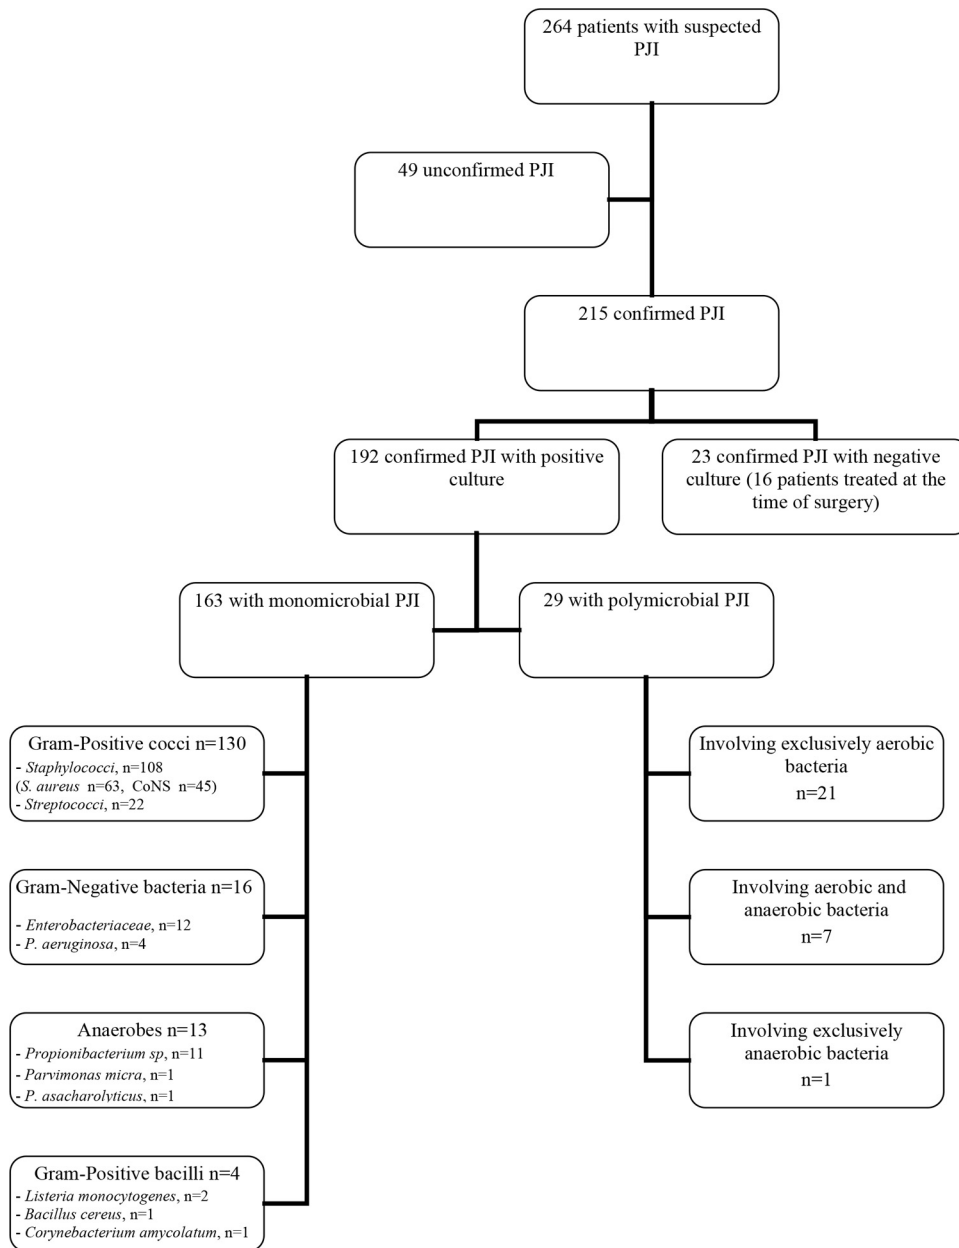 264 patients with suspected
PJI
49 unconfirmed PJI
215 confirmed PJI
192 confirmed PJI with positive
culture
23 confirmed PJI with negative
culture (16 patients treated at the
time of surgery)
163 with monomicrobial PJI
29 with polymicrobial PJI
Gram-Positive cocci n=130
- Staphylococci, n=108
(S. aureus n=63, CoNS n=45)
- Streptococci, n=22
Gram-Negative bacteria n=16
- Enterobacteriaceae, n=12
- P. aeruginosa, n=4
Anaerobes n=13
- Propionibacterium sp, n=11
- Parvimonas micra, n=1
- P. asacharolyticus, n=1
Gram-Positive bacilli n=4
- Listeria monocytogenes, n=2
- Bacillus cereus, n=1
- Corynebacterium amycolatum, n=1
Involving exclusively aerobic
bacteria
n=21
Involving aerobic and
anaerobic bacteria
n=7
Involving exclusively
anaerobic bacteria
n=1